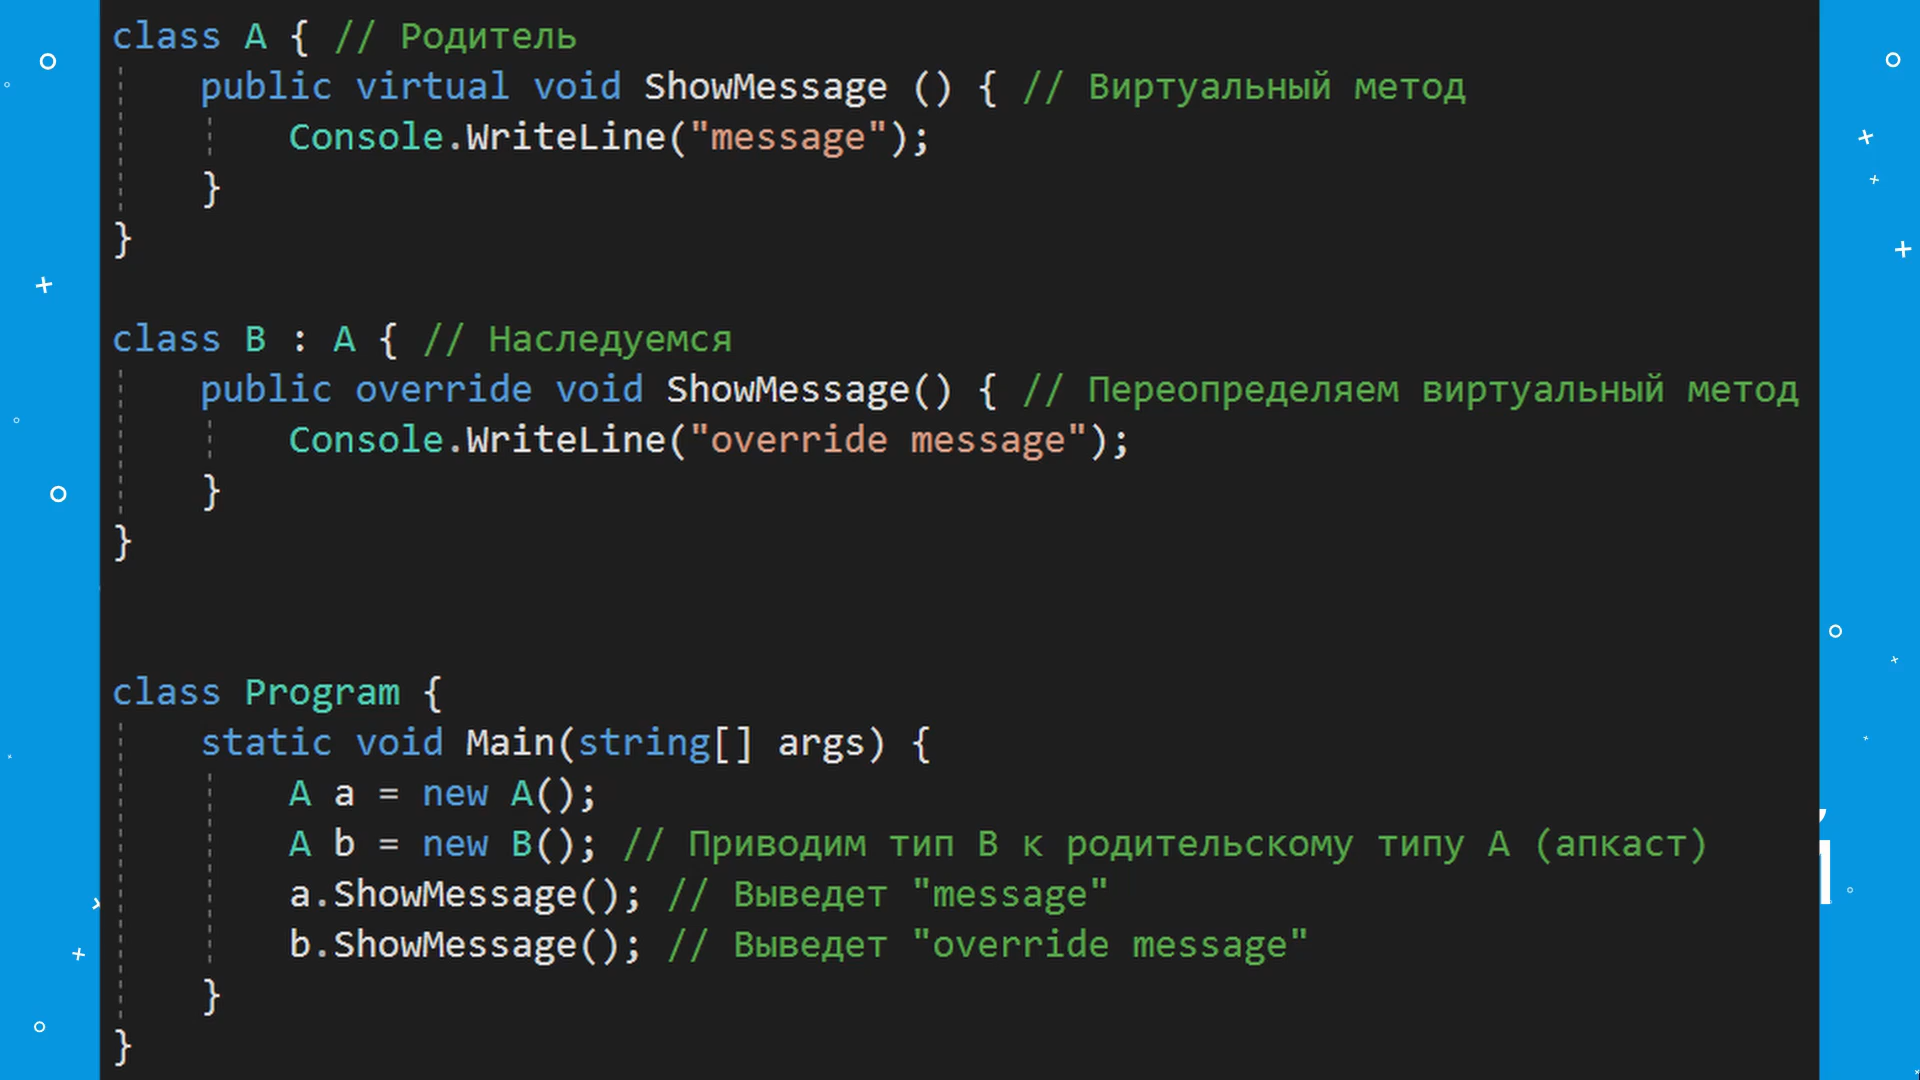 class A { // Родитель
public virtual void ShowMessage () { // Виртуальный метод
Console.WriteLine("message");
}
}
class B : A { // Наследуемся
public override void ShowMessage() { // Переопределяем виртуальный метод
Console.WriteLine("override message");
}
}
class Program {
static void Main(string[] args) {
A a = new A();
A b = new B(); // Приводим тип B к родительскому типу A (апкаст)
a.ShowMessage(); // Выведет "message"
b.ShowMessage(); // Выведет "override message"
}
}